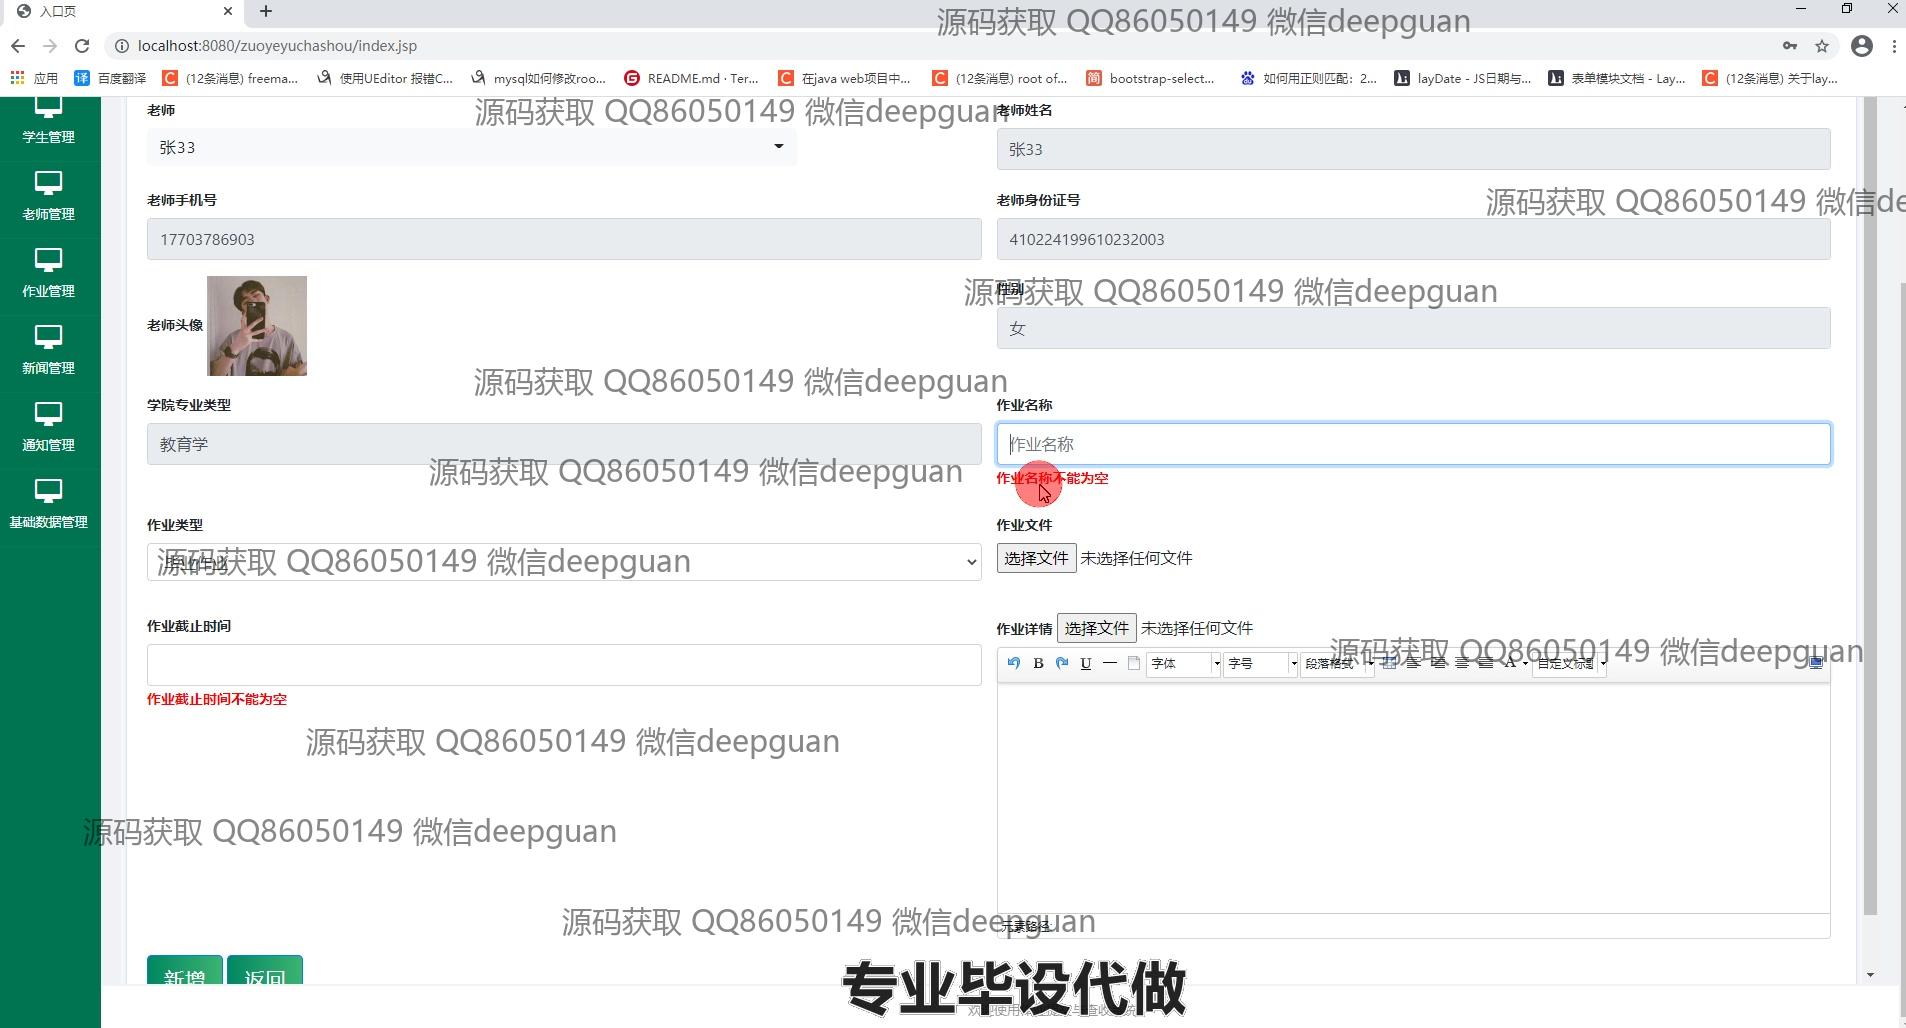 入口页
localhost:8080/zuoyeyuchashou/index.jsp
应用 百度翻译 (12条消息) freema... 使用UEditor 报错C... mysql如何修改roo... README.md · Ter... 在java web项目中... (12条消息) root of... bootstrap-select... 如何用正则匹配：2... layDate - JS日期与... 表单模块文档 - Lay... (12条消息) 关于lay...
源码获取 QQ86050149 微信deepguan
学生管理
老师管理
作业管理
新闻管理
通知管理
基础数据管理
老师
张33
源码获取 QQ86050149 微信deepguan
老师姓名
张33
老师手机号
17703786903
老师身份证号
410224199610232003
源码获取 QQ86050149 微信de
老师头像
源码获取 QQ86050149 微信deepguan
性别
女
源码获取 QQ86050149 微信deepguan
学院专业类型
教育学
作业名称
作业名称
作业名称不能为空
源码获取 QQ86050149 微信deepguan
作业类型
源码获取 QQ86050149 微信deepguan
作业文件
选择文件 未选择任何文件
作业截止时间
作业截止时间不能为空
作业详情 选择文件 未选择任何文件
源码获取 QQ86050149 微信deepguan
B U 字体 字号 段落格式 A 自定义标题
源码获取 QQ86050149 微信deepguan
源码获取 QQ86050149 微信deepguan
源码获取 QQ86050149 微信deepguan
元素路径:
新增 返回
专业毕设代做